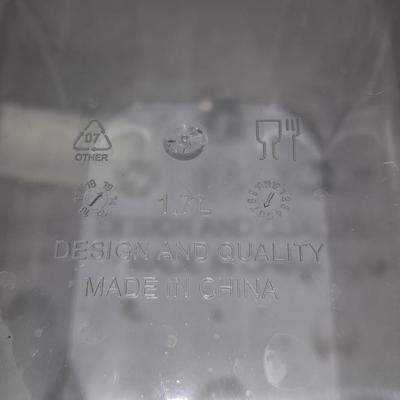 07
OTHER
1.7L
DESIGN AND QUALITY
MADE IN CHINA